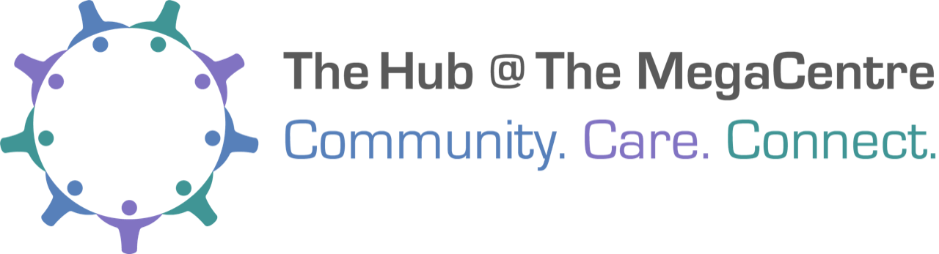 The Hub @ The MegaCentre
Community. Care. Connect.